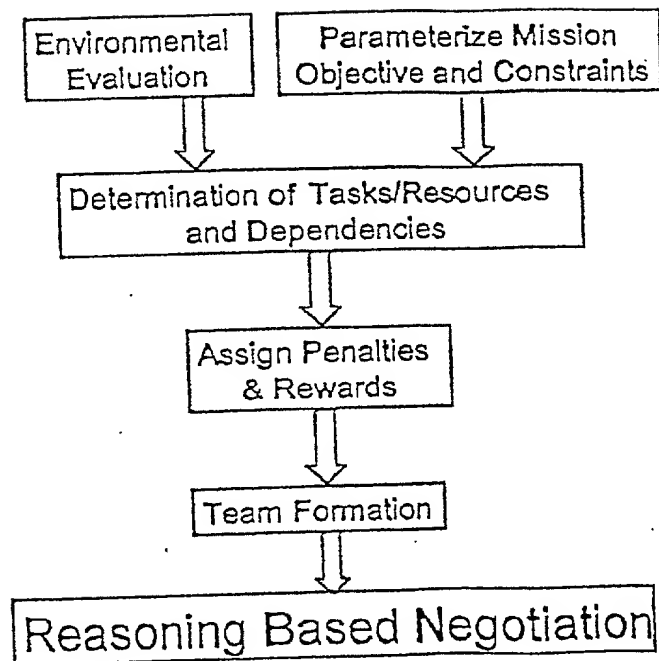 Environmental
Evaluation
Parameterize Mission
Objective and Constraints
Determination of Tasks/Resources
and Dependencies
Assign Penalties
& Rewards
Team Formation
Reasoning Based Negotiation